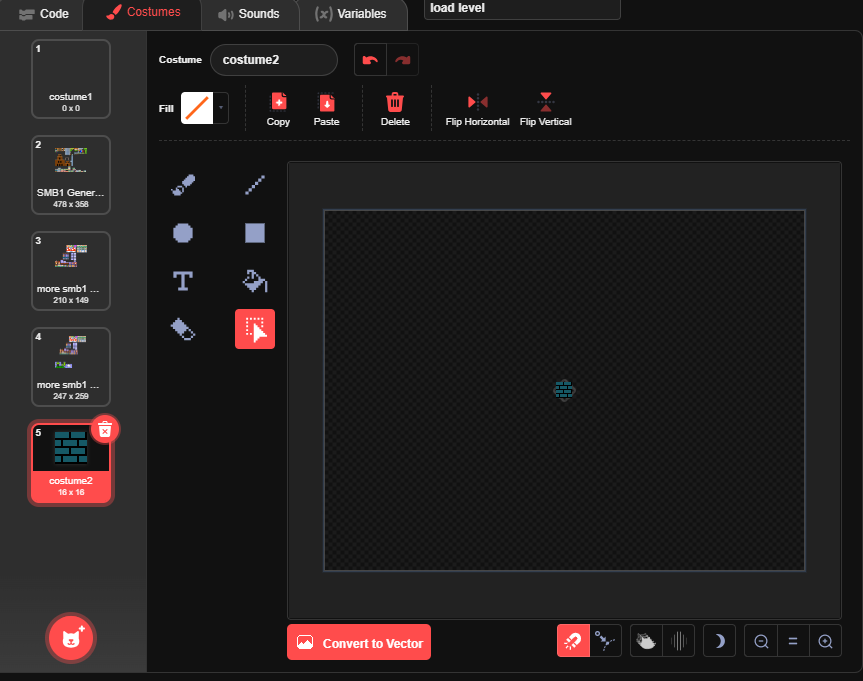 Code
Costumes
Sounds
(x) Variables
load level
1
costume1
0 x 0
2
SMB1 Gener...
478 x 358
3
more smb1 ...
210 x 149
4
more smb1 ...
247 x 259
5
costume2
16 x 16
Costume
costume2
Fill
Copy
Paste
Delete
Flip Horizontal
Flip Vertical
T
Convert to Vector